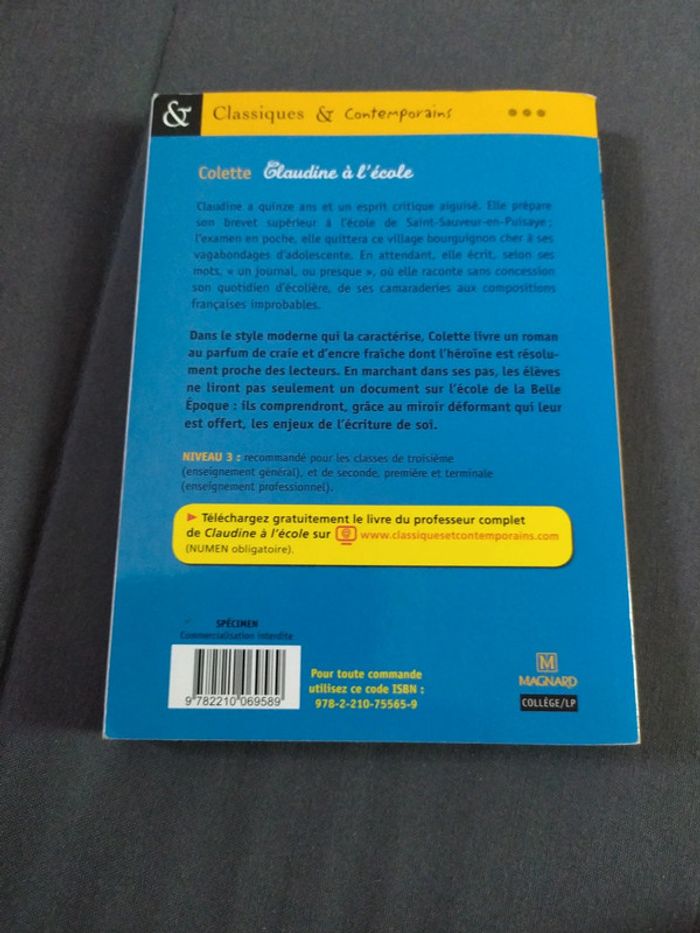 & Classiques & Contemporains
Colette Claudine à l'école
Claudine a quinze ans et un esprit critique aiguisé. Elle prépare
son brevet supérieur à l'école de Saint-Sauveur-en-Puisaye ;
l'examen en poche, elle quittera ce village bourguignon cher à ses
vagabondages d'adolescente. En attendant, elle écrit, selon ses
mots, « un journal, ou presque », où elle raconte sans concession
son quotidien d'écolière, de ses camaraderies aux compositions
françaises improbables.
Dans le style moderne qui la caractérise, Colette livre un roman
au parfum de craie et d'encre fraîche dont l'héroïne est résolu-
ment proche des lecteurs. En marchant dans ses pas, les élèves
ne liront pas seulement un document sur l'école de la Belle
Époque : ils comprendront, grâce au miroir déformant qui leur
est offert, les enjeux de l'écriture de soi.
NIVEAU 3 : recommandé pour les classes de troisième
(enseignement général), et de seconde, première et terminale
(enseignement professionnel).
► Téléchargez gratuitement le livre du professeur complet
de Claudine à l'école sur www.classiquesetcontemporains.com
(NUMEN obligatoire).
SPÉCIMEN
Commercialisation interdite
9 782210 069589
Pour toute commande
utilisez ce code ISBN :
978-2-210-75565-9
M
MAGNARD
COLLÈGE/LP